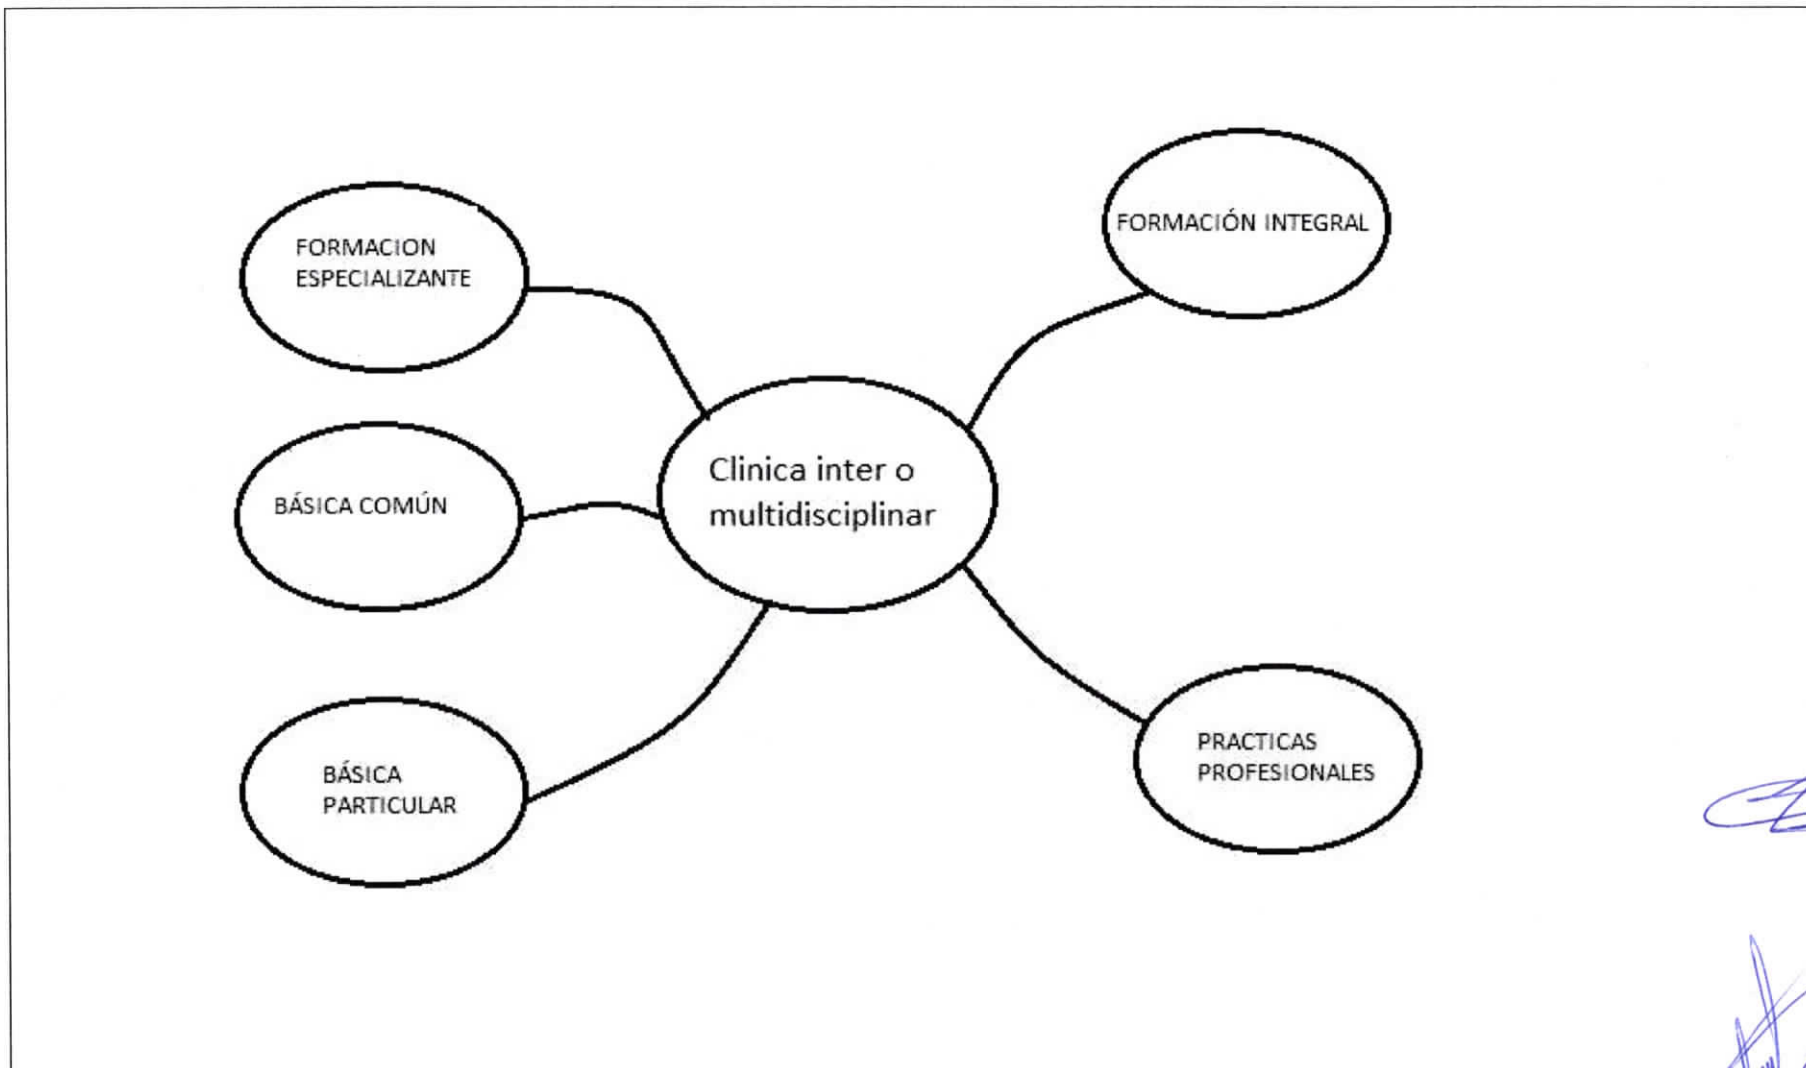 FORMACION
ESPECIALIZANTE
FORMACIÓN INTEGRAL
BÁSICA COMÚN
Clinica inter o
multidisciplinar
BÁSICA
PARTICULAR
PRACTICAS
PROFESIONALES